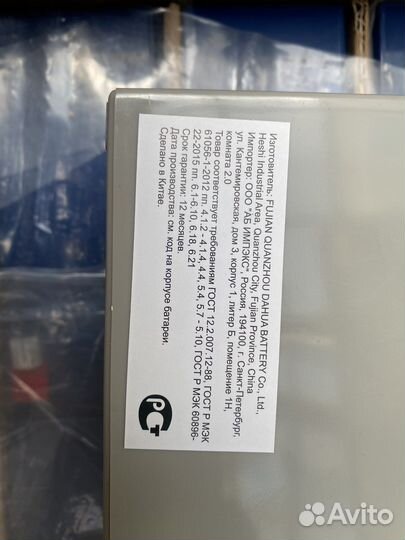 Изготовитель: FUJIAN QUANZHOU DAHUA BATTERY Co., Ltd.,
Heshi Industrial Area, Quanzhou City, Fujian Province, China
Импортер: ООО "АБ ИМПЭКС", Россия, 194100, г. Санкт-Петербург,
ул. Кантемировская, дом 3, корпус 1, литер Б, помещение 1Н,
комната 2,0
Товар соответствует требованиям ГОСТ 12.2.007.12-88, ГОСТ Р МЭК
61056-1-2012 пп. 4.1.2 - 4.1.4, 4.4, 5.4, 5.7 - 5.10, ГОСТ Р МЭК 60896-
22-2015 пп. 6.1-6.10, 6.18, 6.21
Срок гарантии: 12 месяцев.
Дата производства: см. код на корпусе батареи.
Сделано в Китае.
РСТ
Avito